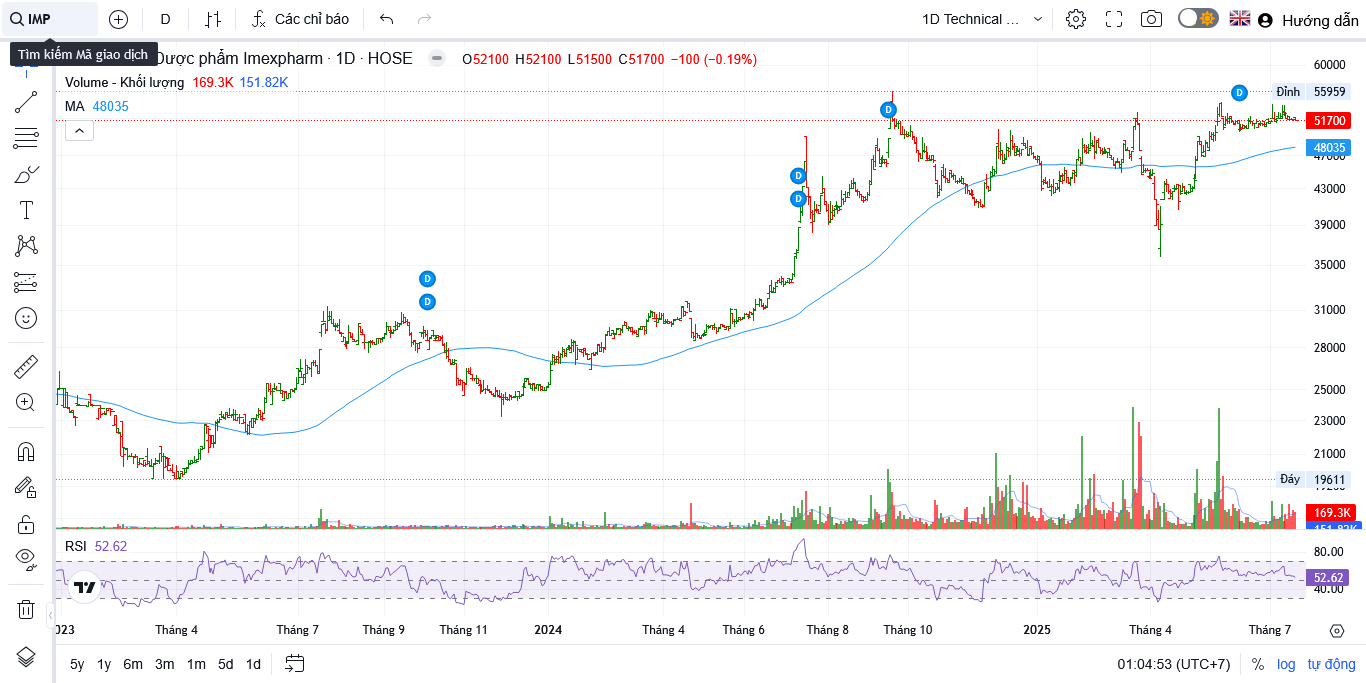 IMP
D
Các chỉ báo
1D Technical ...
Hướng dẫn
Tìm kiếm Mã giao dịch
Dược phẩm Imexpharm · 1D · HOSE
O52100 H52100 L51500 C51700 −100 (−0.19%)
Volume - Khối lượng 169.3K 151.82K
MA 48035
60000
Đỉnh 55959
51700
48035
47000
43000
39000
35000
31000
28000
25000
23000
21000
Đáy 19611
169.3K
151.82K
D
D
D
D
D
D
RSI 52.62
80.00
52.62
40.00
023
Tháng 4
Tháng 7
Tháng 9
Tháng 11
2024
Tháng 4
Tháng 6
Tháng 8
Tháng 10
2025
Tháng 4
Tháng 7
5y 1y 6m 3m 1m 5d 1d
01:04:53 (UTC+7)
% log tự động